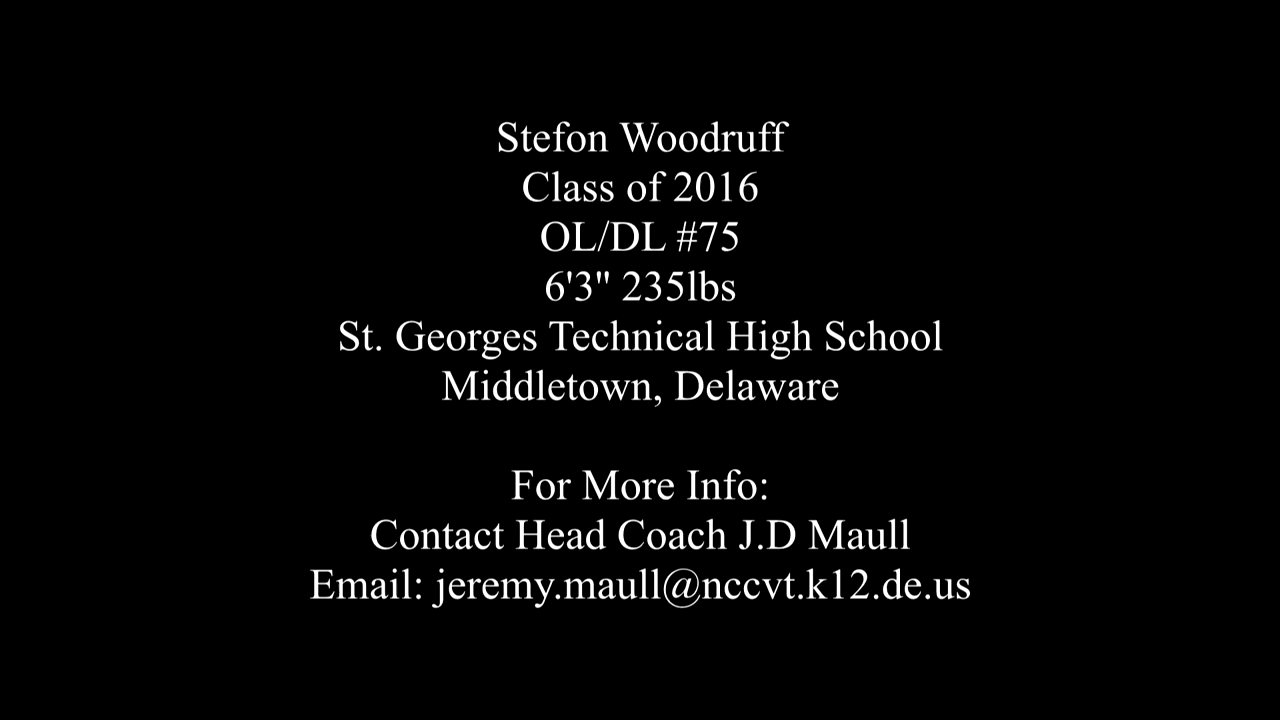 Stefon Woodruff
Class of 2016
OL/DL #75
6'3" 235lbs
St. Georges Technical High School
Middletown, Delaware
For More Info:
Contact Head Coach J.D Maull
Email: jeremy.maull@nccvt.k12.de.us